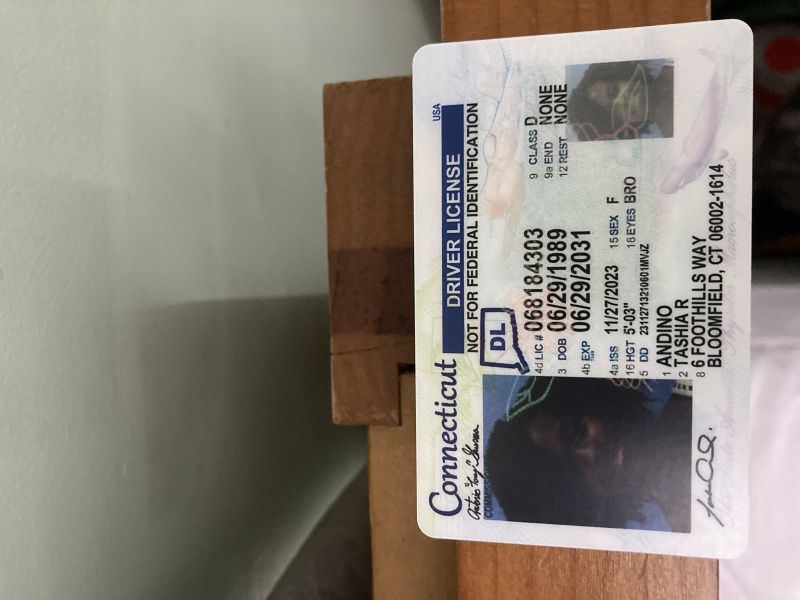 Connecticut
DRIVER LICENSE
USA
NOT FOR FEDERAL IDENTIFICATION
DL
4d LIC # 068184303
3 DOB 06/29/1989
4b EXP 06/29/2031
4a ISS 11/27/2023 15 SEX F
16 HGT 5'-03" 18 EYES BRO
5 DD 23112713210601MVJZ
9 CLASS D
9a END NONE
12 REST NONE
1 ANDINO
2 TASHIA R
8 6 FOOTHILLS WAY
BLOOMFIELD, CT 06002-1614